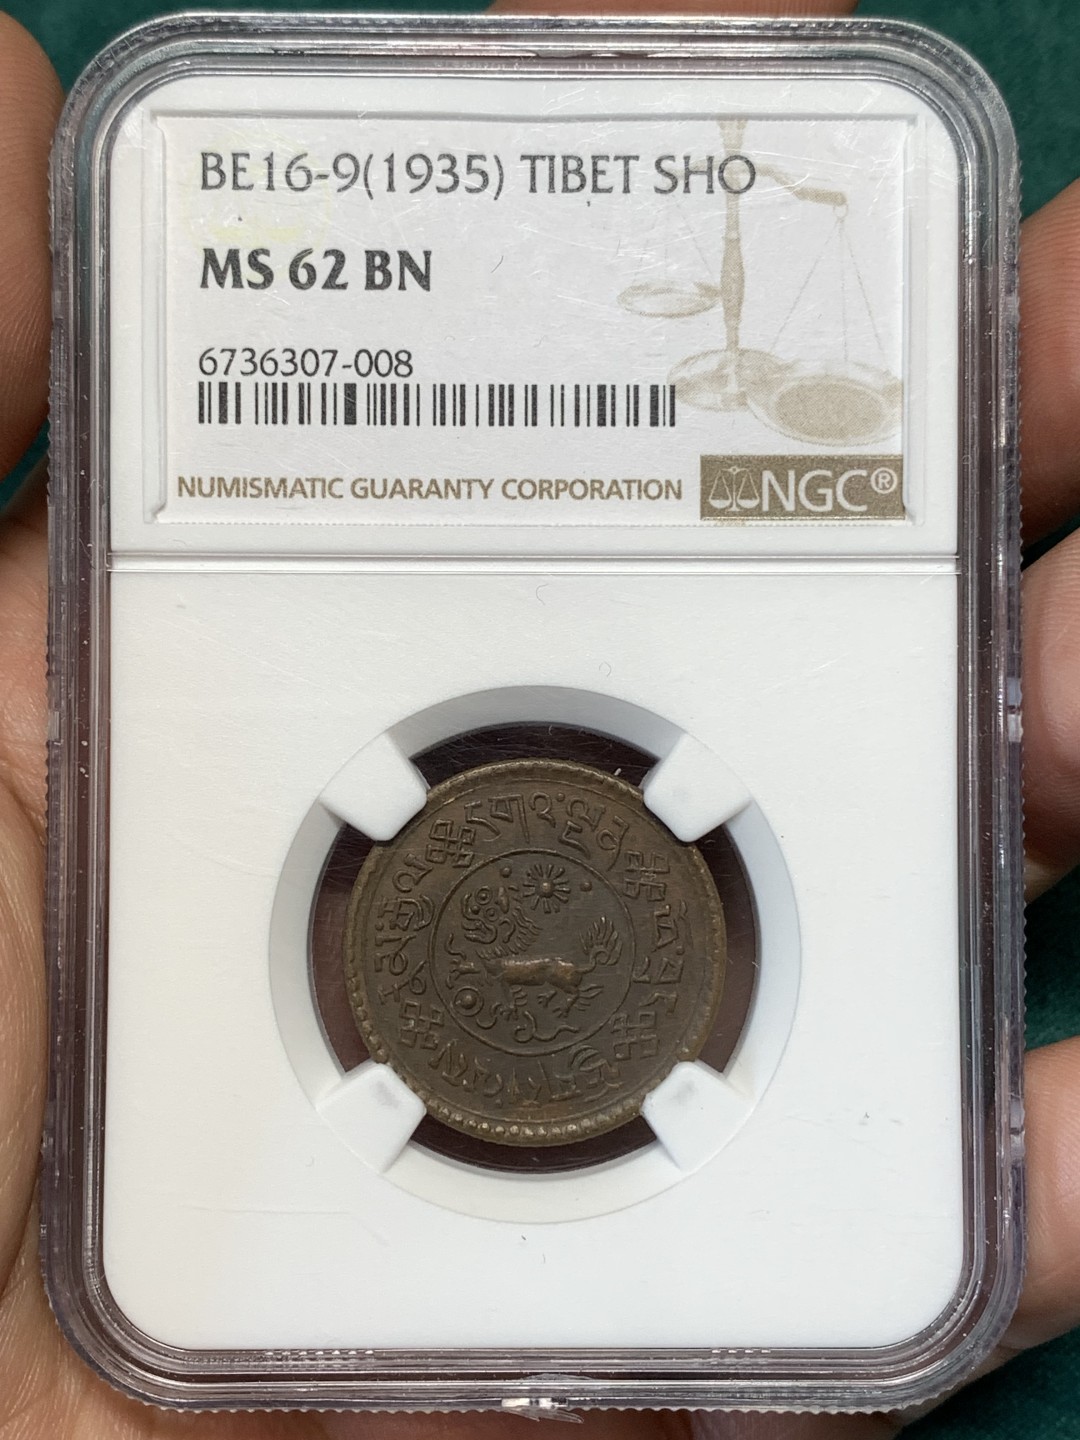 BE16-9(1935) TIBET SHO
MS 62 BN
6736307-008
NUMISMATIC GUARANTY CORPORATION
NGC®